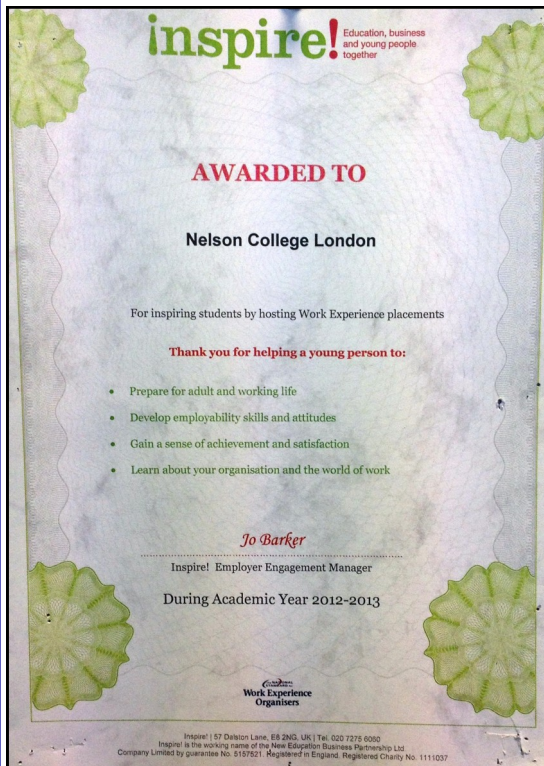 inspire!
Education, business
and young people
together
AWARDED TO
Nelson College London
For inspiring students by hosting Work Experience placements
Thank you for helping a young person to:
• Prepare for adult and working life
• Develop employability skills and attitudes
• Gain a sense of achievement and satisfaction
• Learn about your organisation and the world of work
Jo Barker
Inspire! Employer Engagement Manager
During Academic Year 2012-2013
Work Experience
Organisers
Inspire! | 57 Dalston Lane, E8 2NG, UK | Tel. 020 7275 6060
Inspire! is the working name of the New Education Business Partnership Ltd
Company Limited by guarantee No. 5157521. Registered in England. Registered Charity No. 1111037